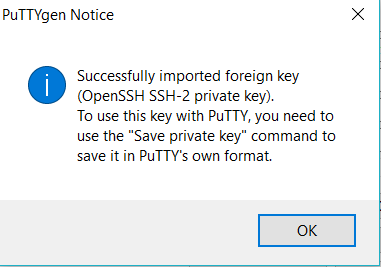 PuTTYgen Notice
Successfully imported foreign key
(OpenSSH SSH-2 private key).
To use this key with PuTTY, you need to
use the "Save private key" command to
save it in PuTTY's own format.
OK